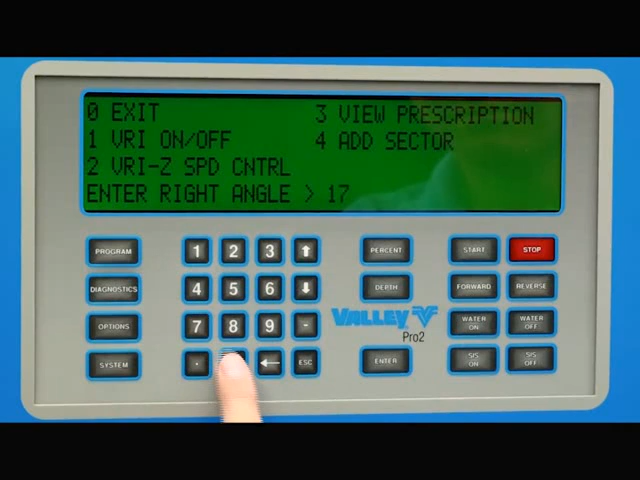 0 EXIT 3 VIEW PRESCRIPTION
1 VRI ON/OFF 4 ADD SECTOR
2 VRI-Z SPD CNTRL
ENTER RIGHT ANGLE > 17
PROGRAM 1 2 3 PERCENT START STOP
DIAGNOSTICS 4 5 6 DEPTH FORWARD REVERSE
OPTIONS 7 8 9 - VALLEY WATER ON WATER OFF
Pro2
SYSTEM . ESC ENTER SIS ON SIS OFF